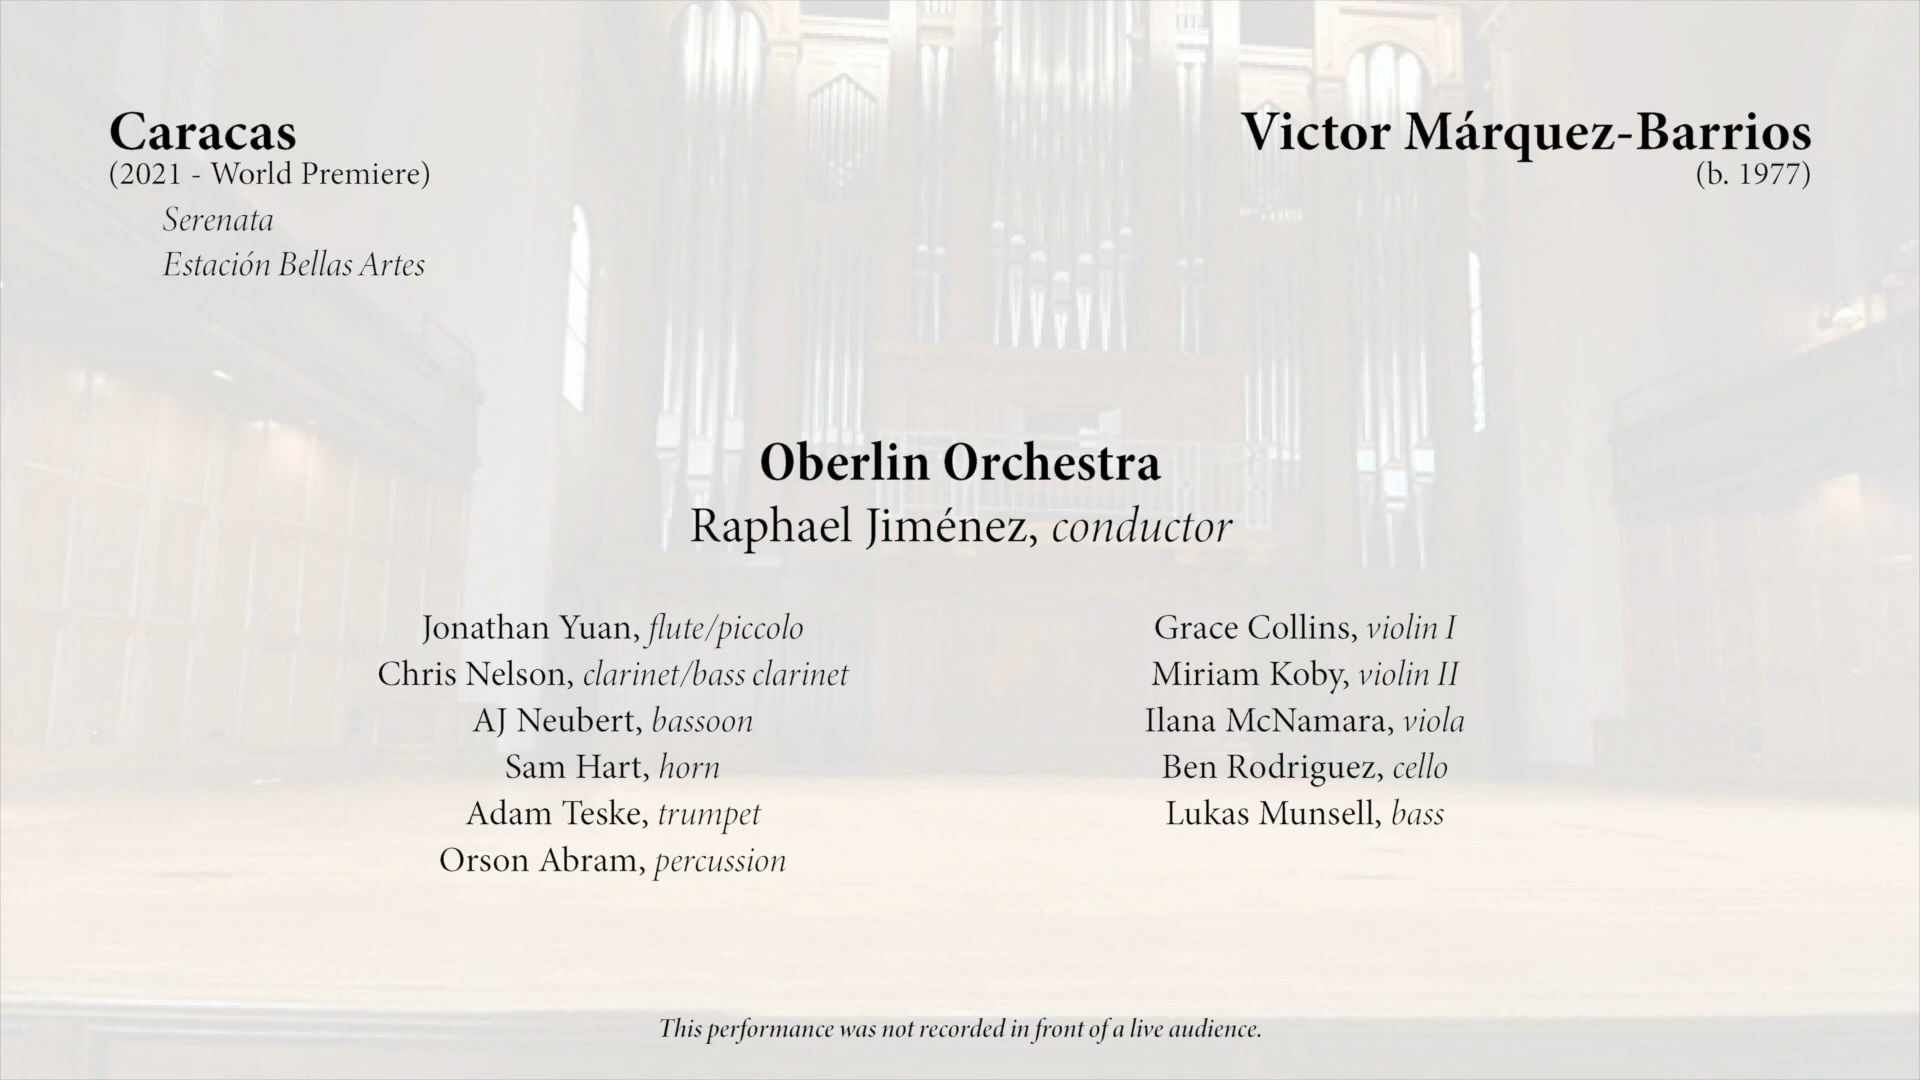 Caracas
(2021 - World Premiere)
Serenata
Estación Bellas Artes
Victor Márquez-Barrios
(b. 1977)
Oberlin Orchestra
Raphael Jiménez, conductor
Jonathan Yuan, flute/piccolo
Chris Nelson, clarinet/bass clarinet
AJ Neubert, bassoon
Sam Hart, horn
Adam Teske, trumpet
Orson Abram, percussion
Grace Collins, violin I
Miriam Koby, violin II
Ilana McNamara, viola
Ben Rodriguez, cello
Lukas Munsell, bass
This performance was not recorded in front of a live audience.